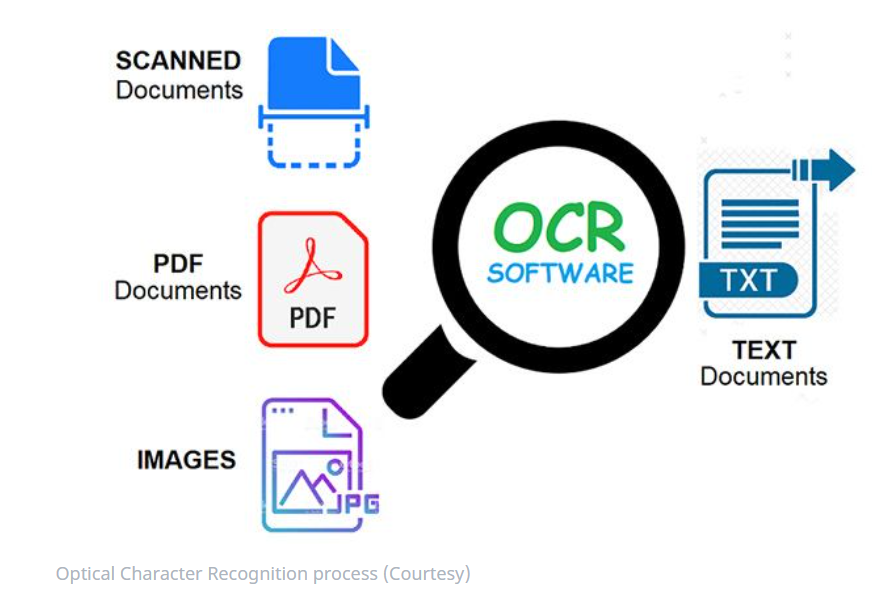 SCANNED
Documents
PDF
Documents
PDF
IMAGES
JPG
OCR
SOFTWARE
TXT
TEXT
Documents
Optical Character Recognition process (Courtesy)